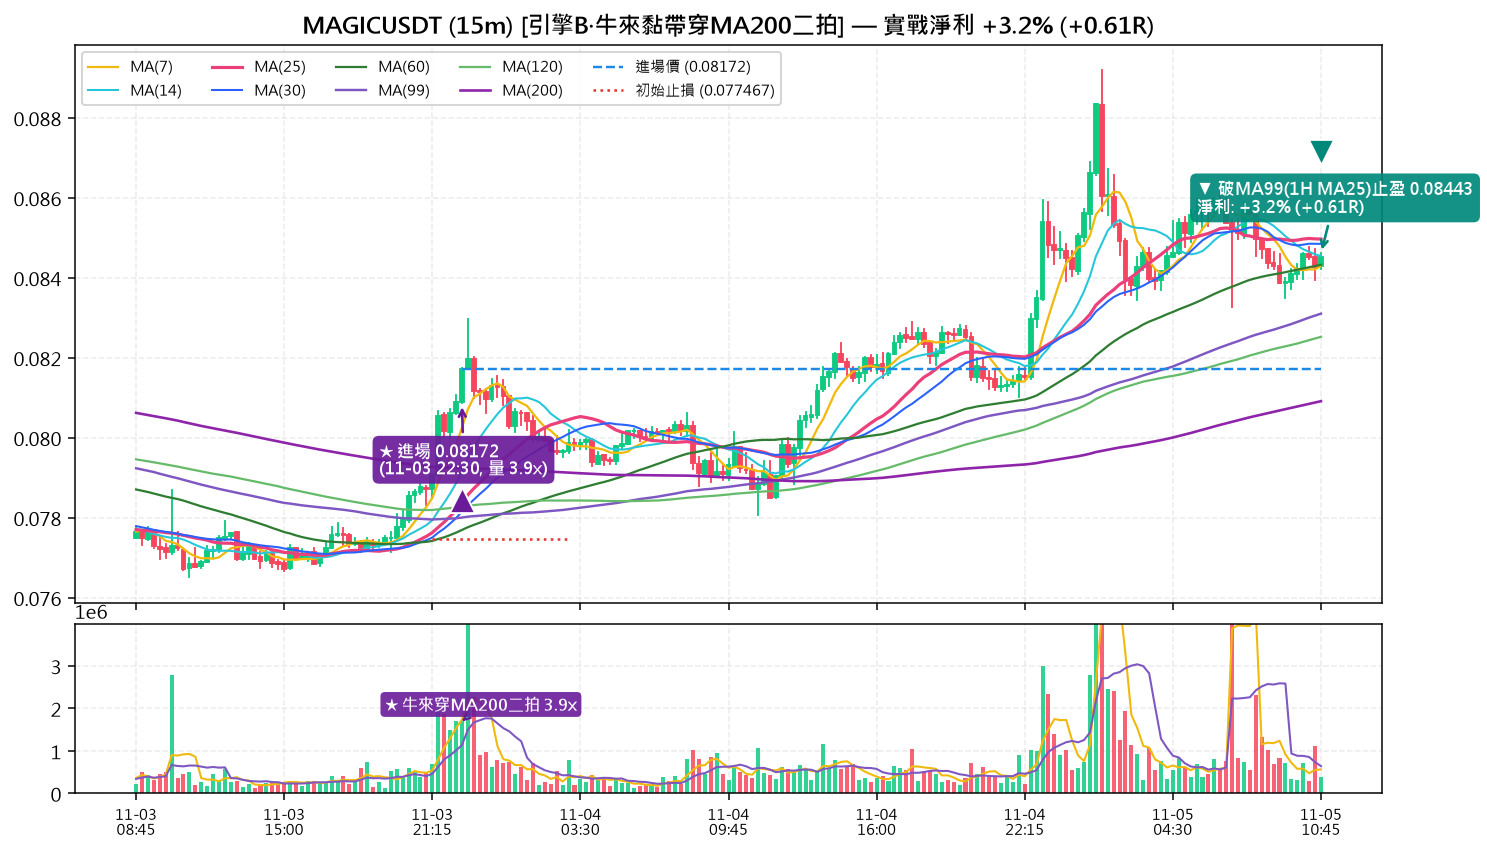 MAGICUSDT (15m) [引擎B·牛來黏帶穿MA200二拍] — 實戰淨利 +3.2% (+0.61R)
MA(7)
MA(14)
MA(25)
MA(30)
MA(60)
MA(99)
MA(120)
MA(200)
進場價 (0.08172)
初始止損 (0.077467)
0.088
0.086
0.084
0.082
0.080
0.078
0.076
▼ 破MA99(1H MA25)止盈 0.08443
淨利: +3.2% (+0.61R)
★ 進場 0.08172
(11-03 22:30, 量 3.9x)
1e6
3
2
1
0
★ 牛來穿MA200二拍 3.9x
11-03
08:45
11-03
15:00
11-03
21:15
11-04
03:30
11-04
09:45
11-04
16:00
11-04
22:15
11-05
04:30
11-05
10:45